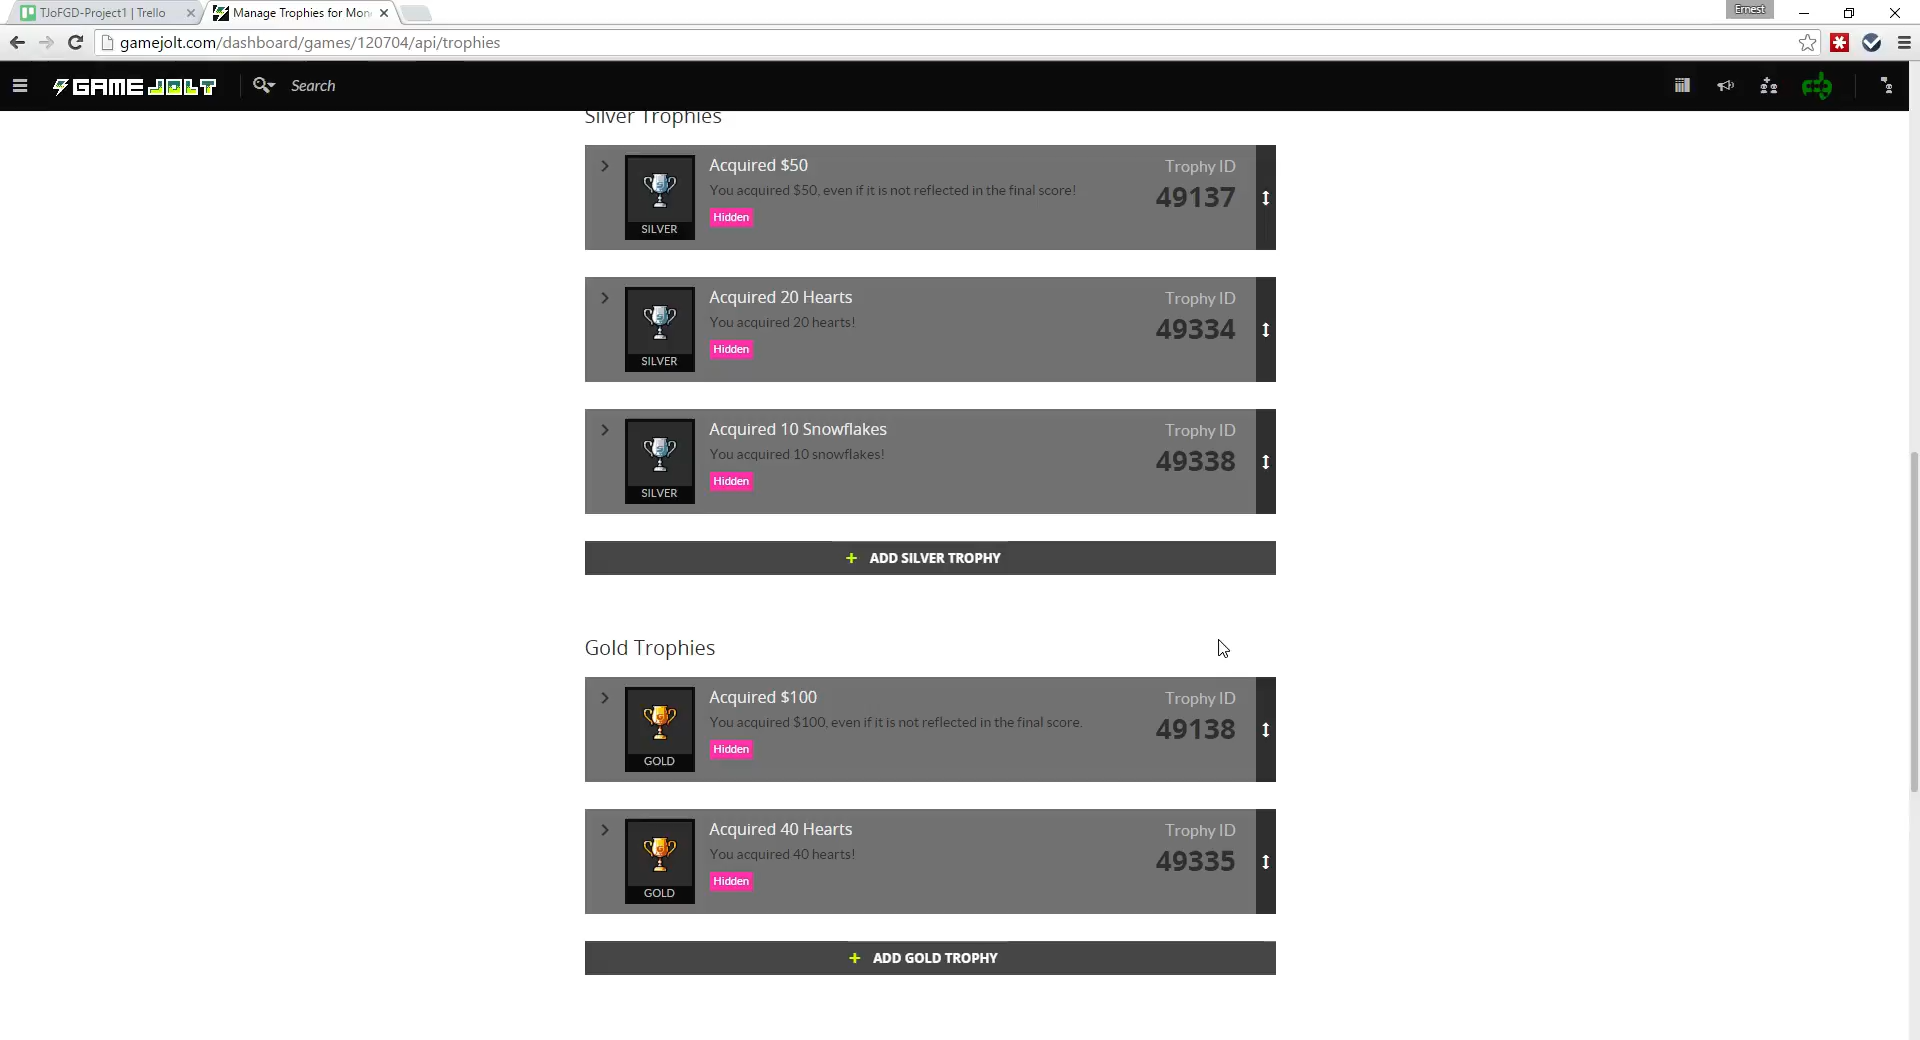 TJoFGD-Project1 | Trello
Manage Trophies for Mon
Ernest
gamejolt.com/dashboard/games/120704/api/trophies
GAME JOLT
Search
Silver Trophies
Acquired $50
You acquired $50, even if it is not reflected in the final score!
Hidden
SILVER
Trophy ID
49137
Acquired 20 Hearts
You acquired 20 hearts!
Hidden
SILVER
Trophy ID
49334
Acquired 10 Snowflakes
You acquired 10 snowflakes!
Hidden
SILVER
Trophy ID
49338
+ ADD SILVER TROPHY
Gold Trophies
Acquired $100
You acquired $100, even if it is not reflected in the final score.
Hidden
GOLD
Trophy ID
49138
Acquired 40 Hearts
You acquired 40 hearts!
Hidden
GOLD
Trophy ID
49335
+ ADD GOLD TROPHY